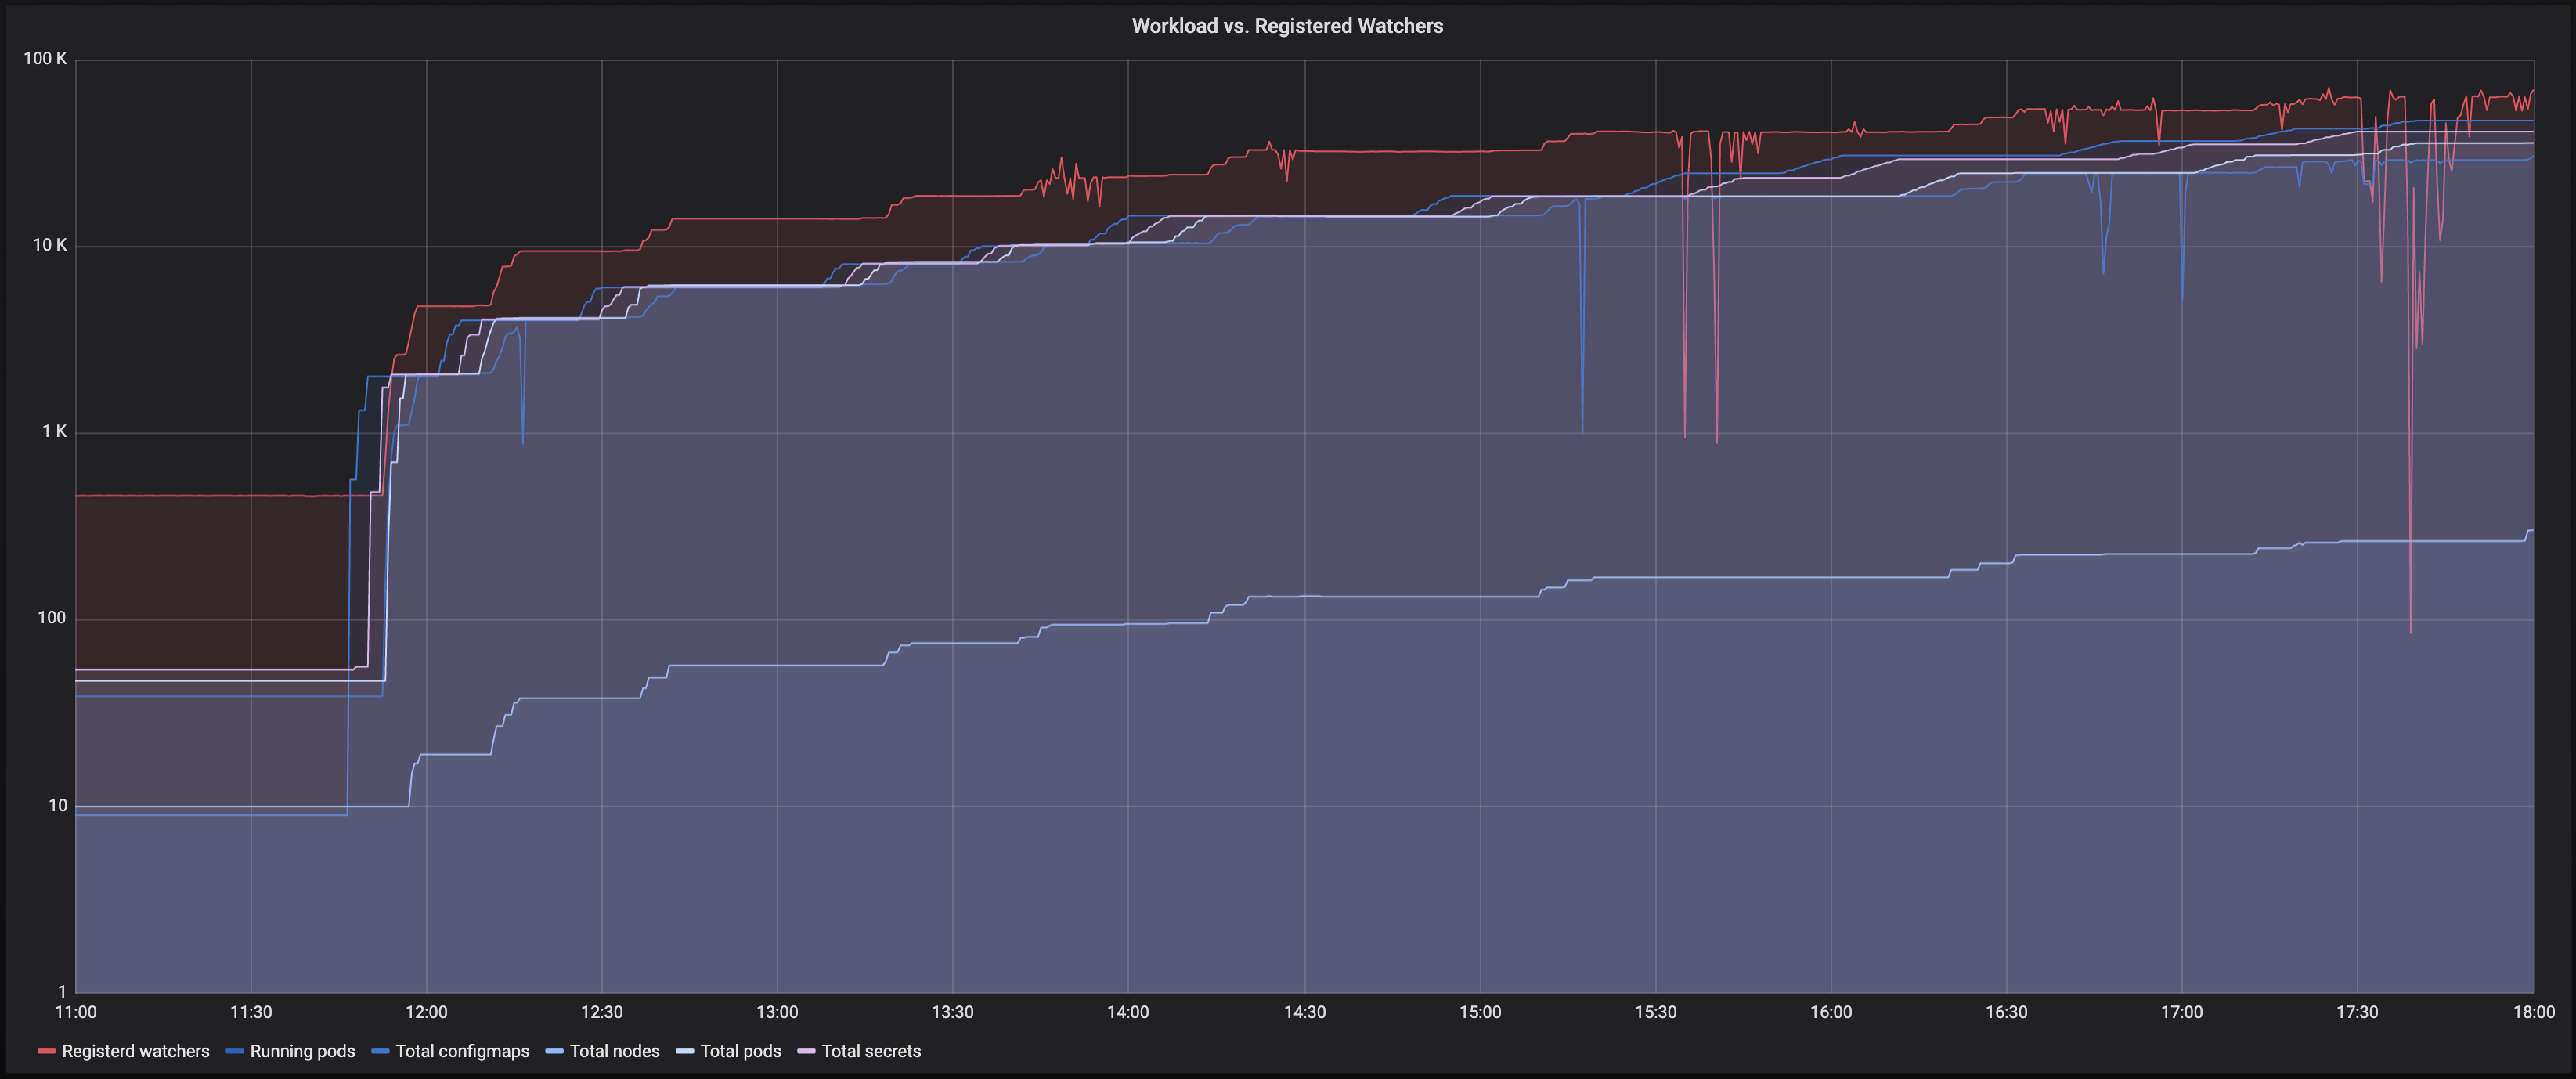 Workload vs. Registered Watchers
100 K
10 K
1 K
100
10
1
11:00 11:30 12:00 12:30 13:00 13:30 14:00 14:30 15:00 15:30 16:00 16:30 17:00 17:30 18:00
Registerd watchers Running pods Total configmaps Total nodes Total pods Total secrets